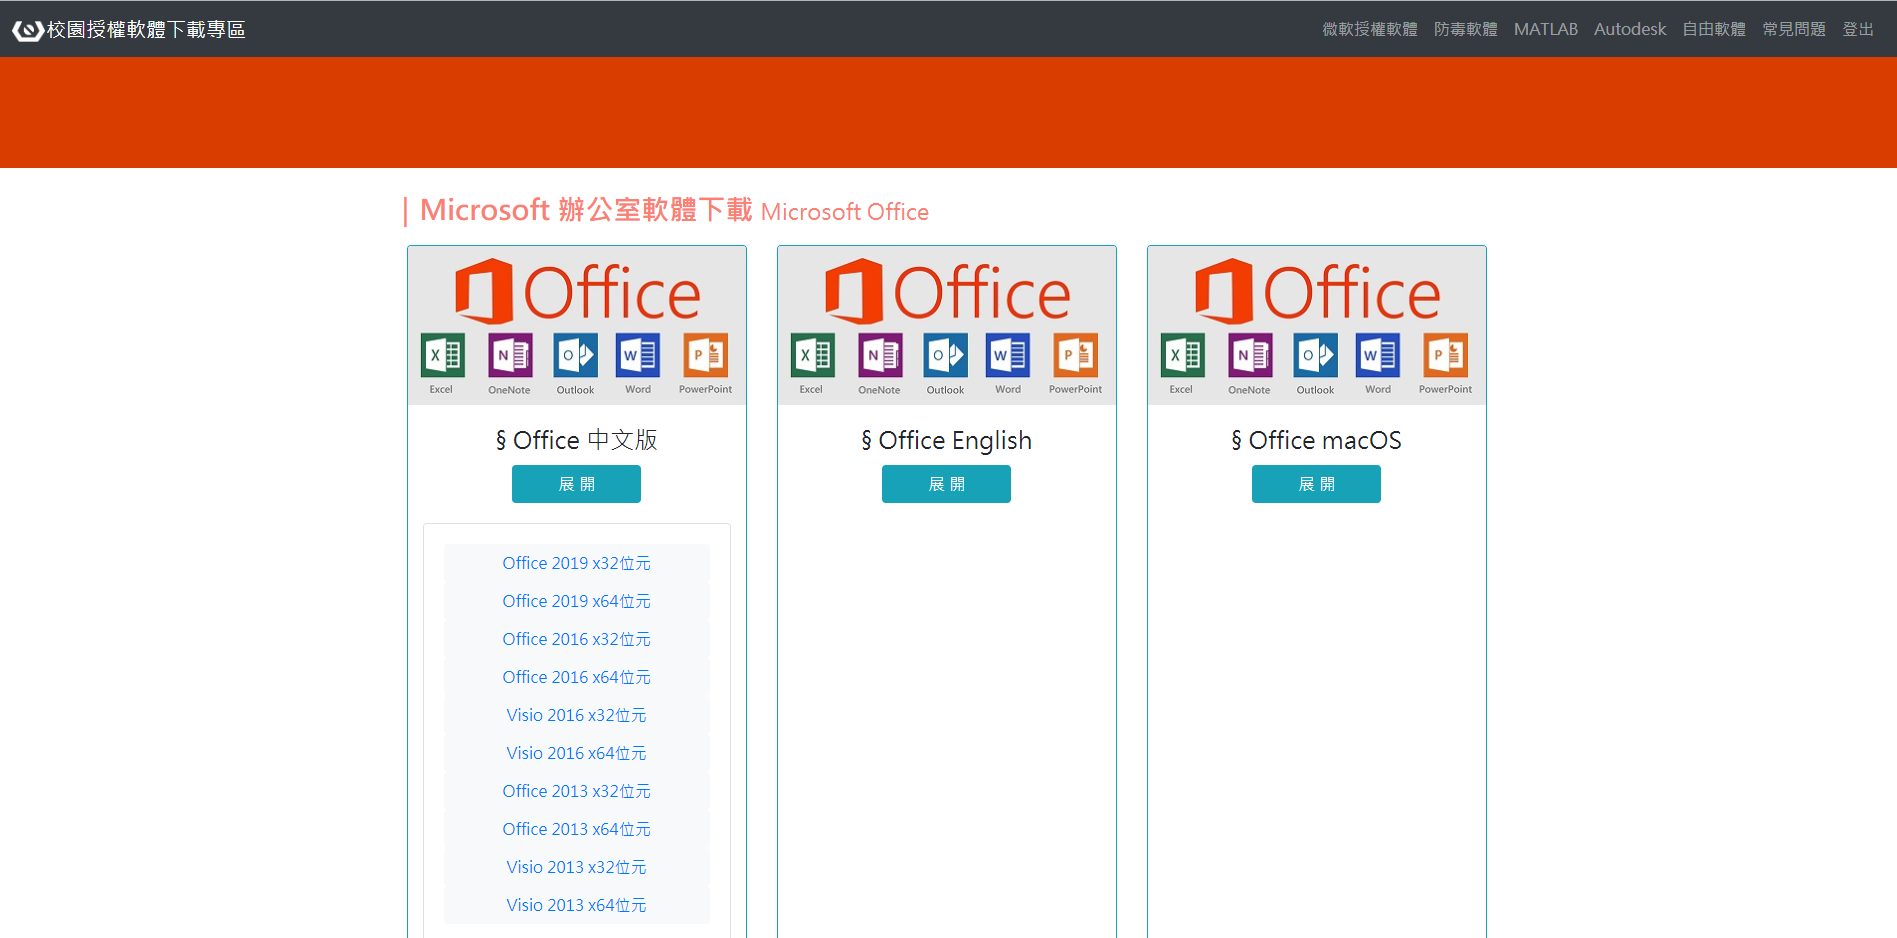 校園授權軟體下載專區
微軟授權軟體 防毒軟體 MATLAB Autodesk 自由軟體 常見問題 登出
| Microsoft 辦公室軟體下載 Microsoft Office
Office
Excel OneNote Outlook Word PowerPoint
§ Office 中文版
展 開
Office 2019 x32位元
Office 2019 x64位元
Office 2016 x32位元
Office 2016 x64位元
Visio 2016 x32位元
Visio 2016 x64位元
Office 2013 x32位元
Office 2013 x64位元
Visio 2013 x32位元
Visio 2013 x64位元
Office
Excel OneNote Outlook Word PowerPoint
§ Office English
展 開
Office
Excel OneNote Outlook Word PowerPoint
§ Office macOS
展 開